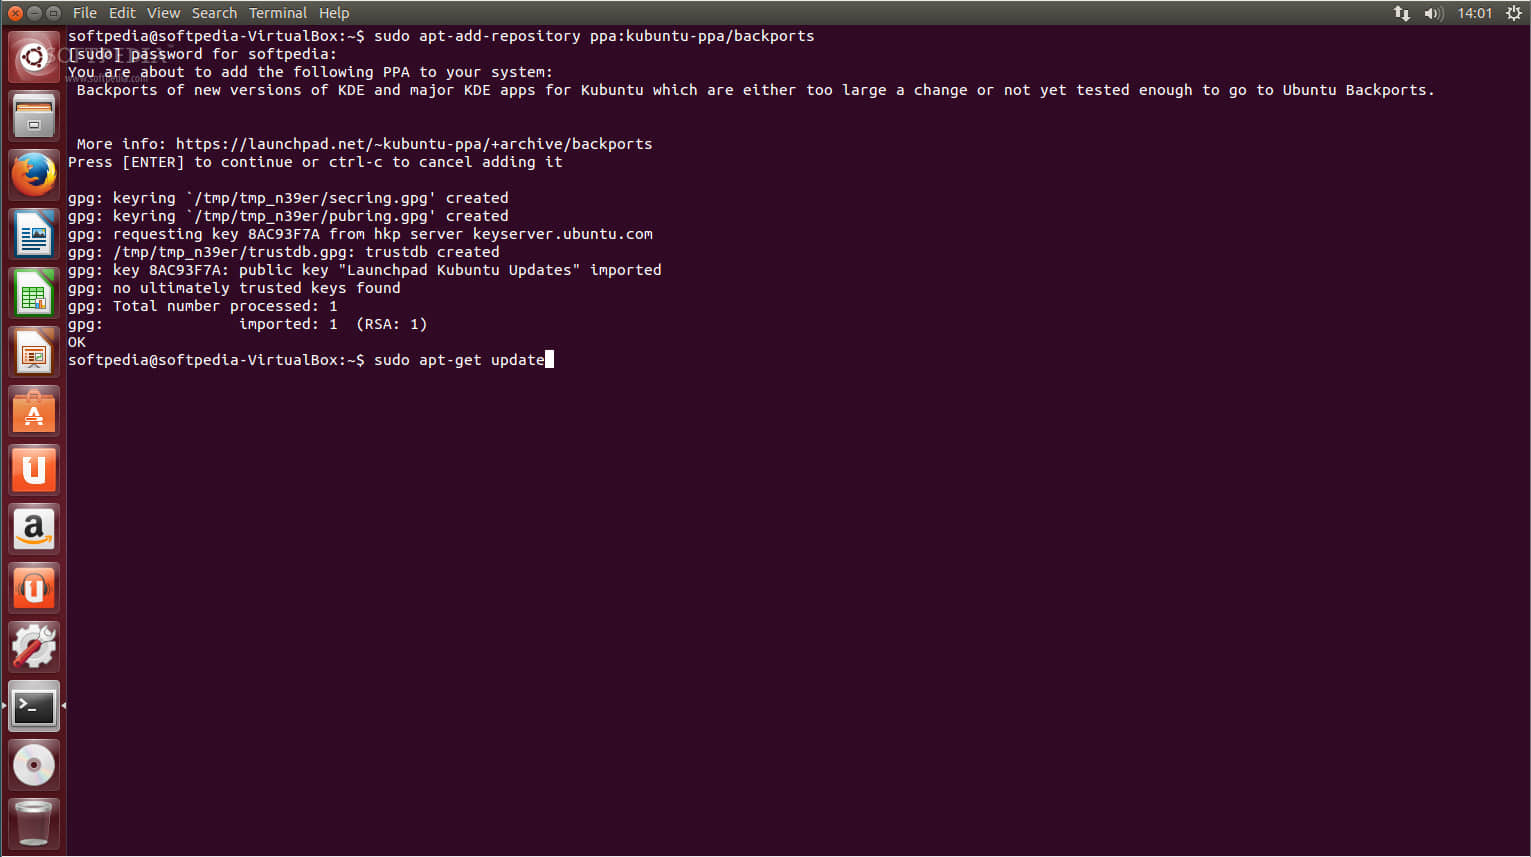 File Edit View Search Terminal Help 14:01
softpedia@softpedia-VirtualBox:~$ sudo apt-add-repository ppa:kubuntu-ppa/backports
SOFTPEDIA
[sudo] password for softpedia:
You are about to add the following PPA to your system:
www.softpedia.com
 Backports of new versions of KDE and major KDE apps for Kubuntu which are either too large a change or not yet tested enough to go to Ubuntu Backports.
 More info: https://launchpad.net/~kubuntu-ppa/+archive/backports
Press [ENTER] to continue or ctrl-c to cancel adding it
gpg: keyring `/tmp/tmp_n39er/secring.gpg' created
gpg: keyring `/tmp/tmp_n39er/pubring.gpg' created
gpg: requesting key 8AC93F7A from hkp server keyserver.ubuntu.com
gpg: /tmp/tmp_n39er/trustdb.gpg: trustdb created
gpg: key 8AC93F7A: public key "Launchpad Kubuntu Updates" imported
gpg: no ultimately trusted keys found
gpg: Total number processed: 1
gpg:               imported: 1  (RSA: 1)
OK
softpedia@softpedia-VirtualBox:~$ sudo apt-get update